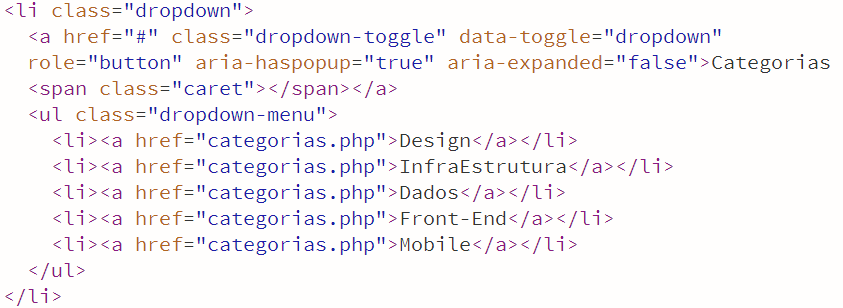 <li class="dropdown">
  <a href="#" class="dropdown-toggle" data-toggle="dropdown"
  role="button" aria-haspopup="true" aria-expanded="false">Categorias
  <span class="caret"></span></a>
  <ul class="dropdown-menu">
    <li><a href="categorias.php">Design</a></li>
    <li><a href="categorias.php">InfraEstrutura</a></li>
    <li><a href="categorias.php">Dados</a></li>
    <li><a href="categorias.php">Front-End</a></li>
    <li><a href="categorias.php">Mobile</a></li>
  </ul>
</li>